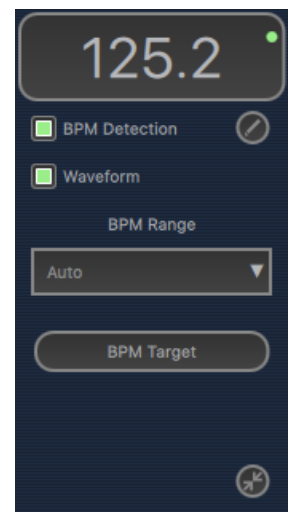 125.2
BPM Detection
Waveform
BPM Range
Auto
BPM Target